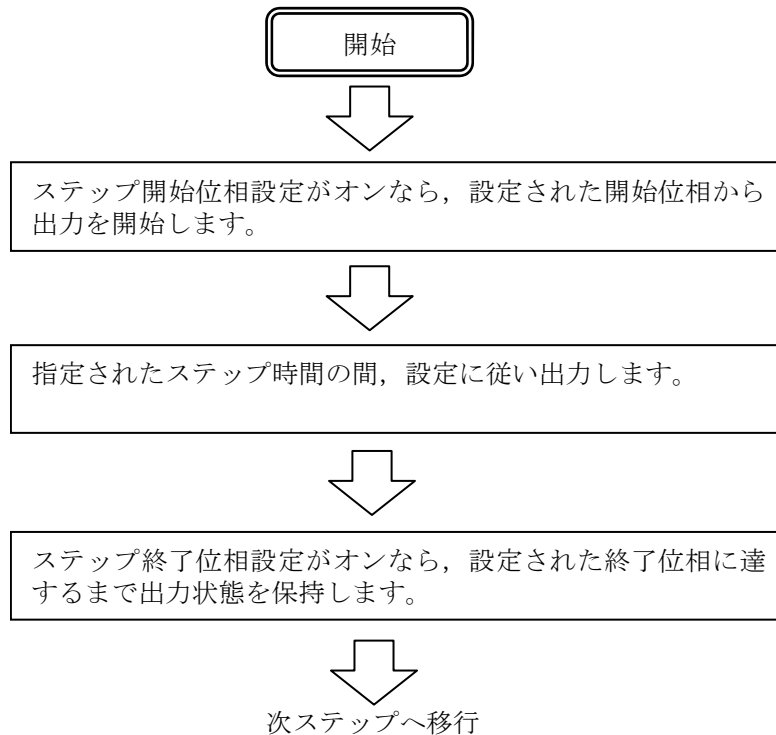 開始
ステップ開始位相設定がオンなら，設定された開始位相から
出力を開始します。
指定されたステップ時間の間，設定に従い出力します。
ステップ終了位相設定がオンなら，設定された終了位相に達
するまで出力状態を保持します。
次ステップへ移行